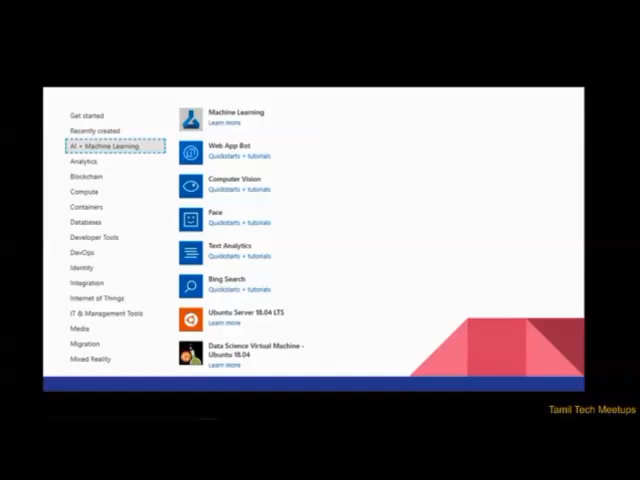 Get started
Recently created
AI + Machine Learning
Analytics
Blockchain
Compute
Containers
Databases
Developer Tools
DevOps
Identity
Integration
Internet of Things
IT & Management Tools
Media
Migration
Mixed Reality
Machine Learning
Learn more
Web App Bot
Quickstarts + tutorials
Computer Vision
Quickstarts + tutorials
Face
Quickstarts + tutorials
Text Analytics
Quickstarts + tutorials
Bing Search
Quickstarts + tutorials
Ubuntu Server 18.04 LTS
Learn more
Data Science Virtual Machine -
Ubuntu 18.04
Learn more
Tamil Tech Meetups